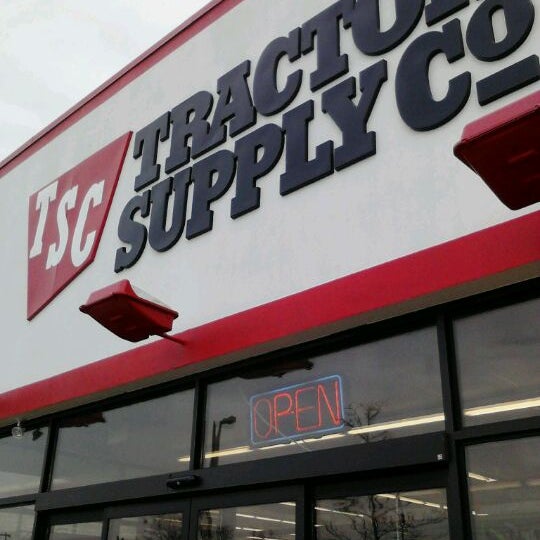 TSC
TRACTOR
SUPPLY CO
OPEN